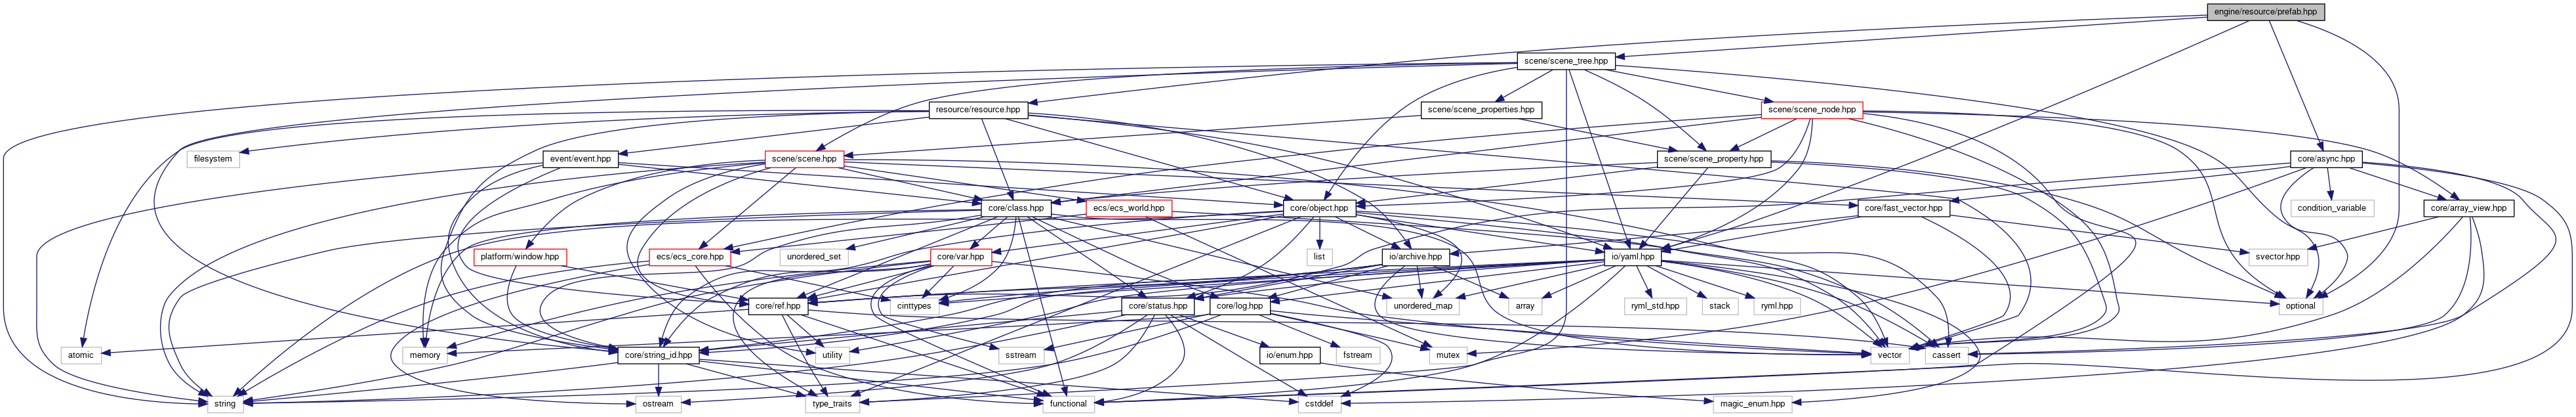 engine/resource/prefab.hpp
scene/scene_tree.hpp
resource/resource.hpp
scene/scene_properties.hpp
scene/scene_node.hpp
filesystem
event/event.hpp
scene/scene.hpp
scene/scene_property.hpp
core/async.hpp
core/class.hpp
ecs/ecs_world.hpp
core/object.hpp
core/fast_vector.hpp
condition_variable
core/array_view.hpp
platform/window.hpp
ecs/ecs_core.hpp
unordered_set
core/var.hpp
list
io/archive.hpp
io/yaml.hpp
svector.hpp
core/ref.hpp
cinttypes
core/status.hpp
core/log.hpp
unordered_map
array
ryml_std.hpp
stack
ryml.hpp
optional
atomic
memory
core/string_id.hpp
utility
sstream
io/enum.hpp
fstream
mutex
vector
cassert
string
ostream
type_traits
functional
cstddef
magic_enum.hpp